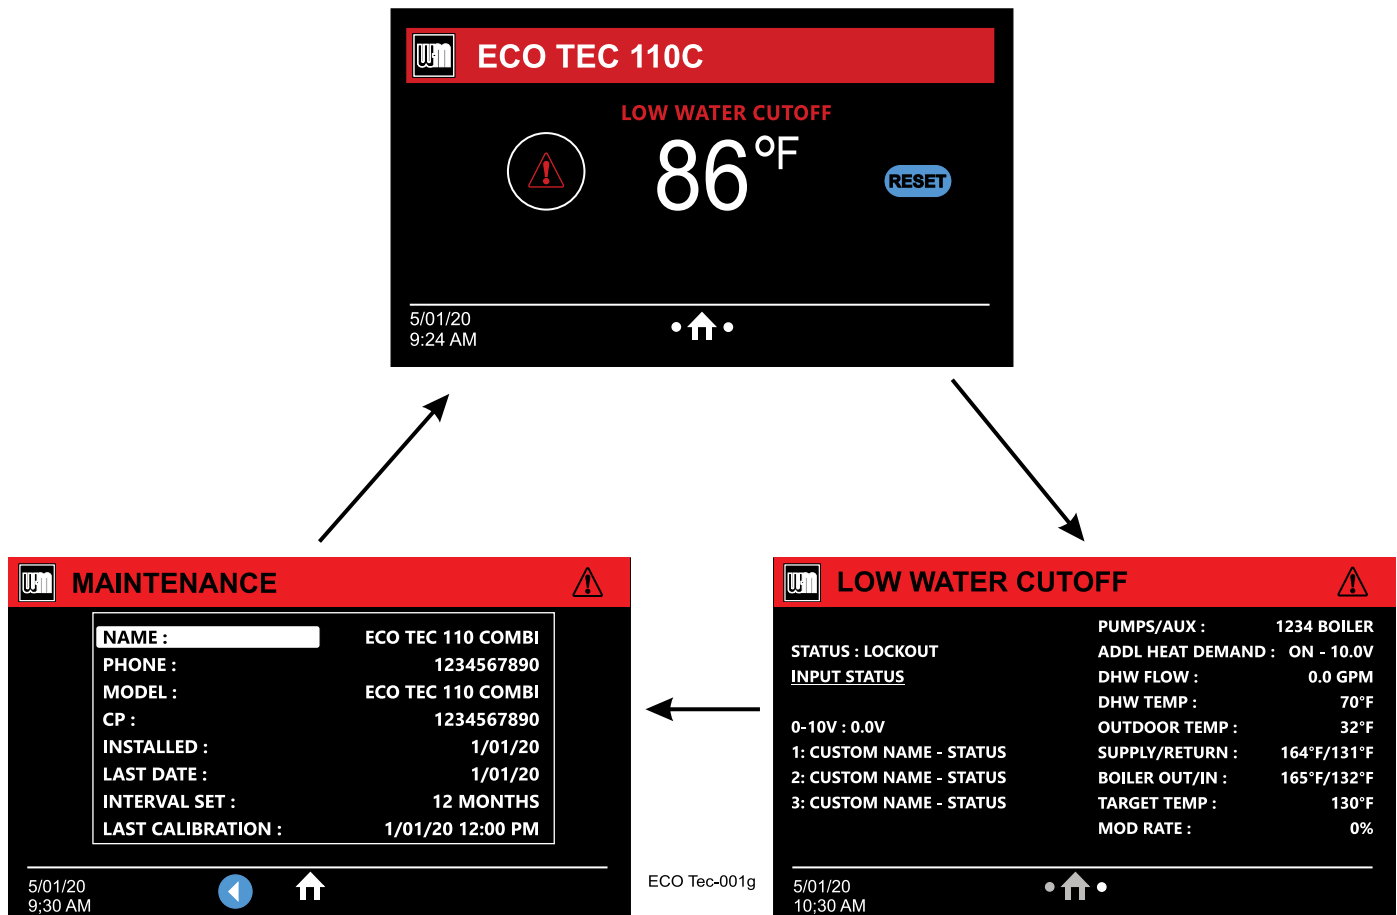 WM ECO TEC 110C
LOW WATER CUTOFF
86°F
RESET
5/01/20
9:24 AM
WM MAINTENANCE
NAME : ECO TEC 110 COMBI
PHONE : 1234567890
MODEL : ECO TEC 110 COMBI
CP : 1234567890
INSTALLED : 1/01/20
LAST DATE : 1/01/20
INTERVAL SET : 12 MONTHS
LAST CALIBRATION : 1/01/20 12:00 PM
5/01/20
9;30 AM
ECO Tec-001g
WM LOW WATER CUTOFF
STATUS : LOCKOUT
INPUT STATUS
0-10V : 0.0V
1: CUSTOM NAME - STATUS
2: CUSTOM NAME - STATUS
3: CUSTOM NAME - STATUS
PUMPS/AUX : 1234 BOILER
ADDL HEAT DEMAND : ON - 10.0V
DHW FLOW : 0.0 GPM
DHW TEMP : 70°F
OUTDOOR TEMP : 32°F
SUPPLY/RETURN : 164°F/131°F
BOILER OUT/IN : 165°F/132°F
TARGET TEMP : 130°F
MOD RATE : 0%
5/01/20
10;30 AM